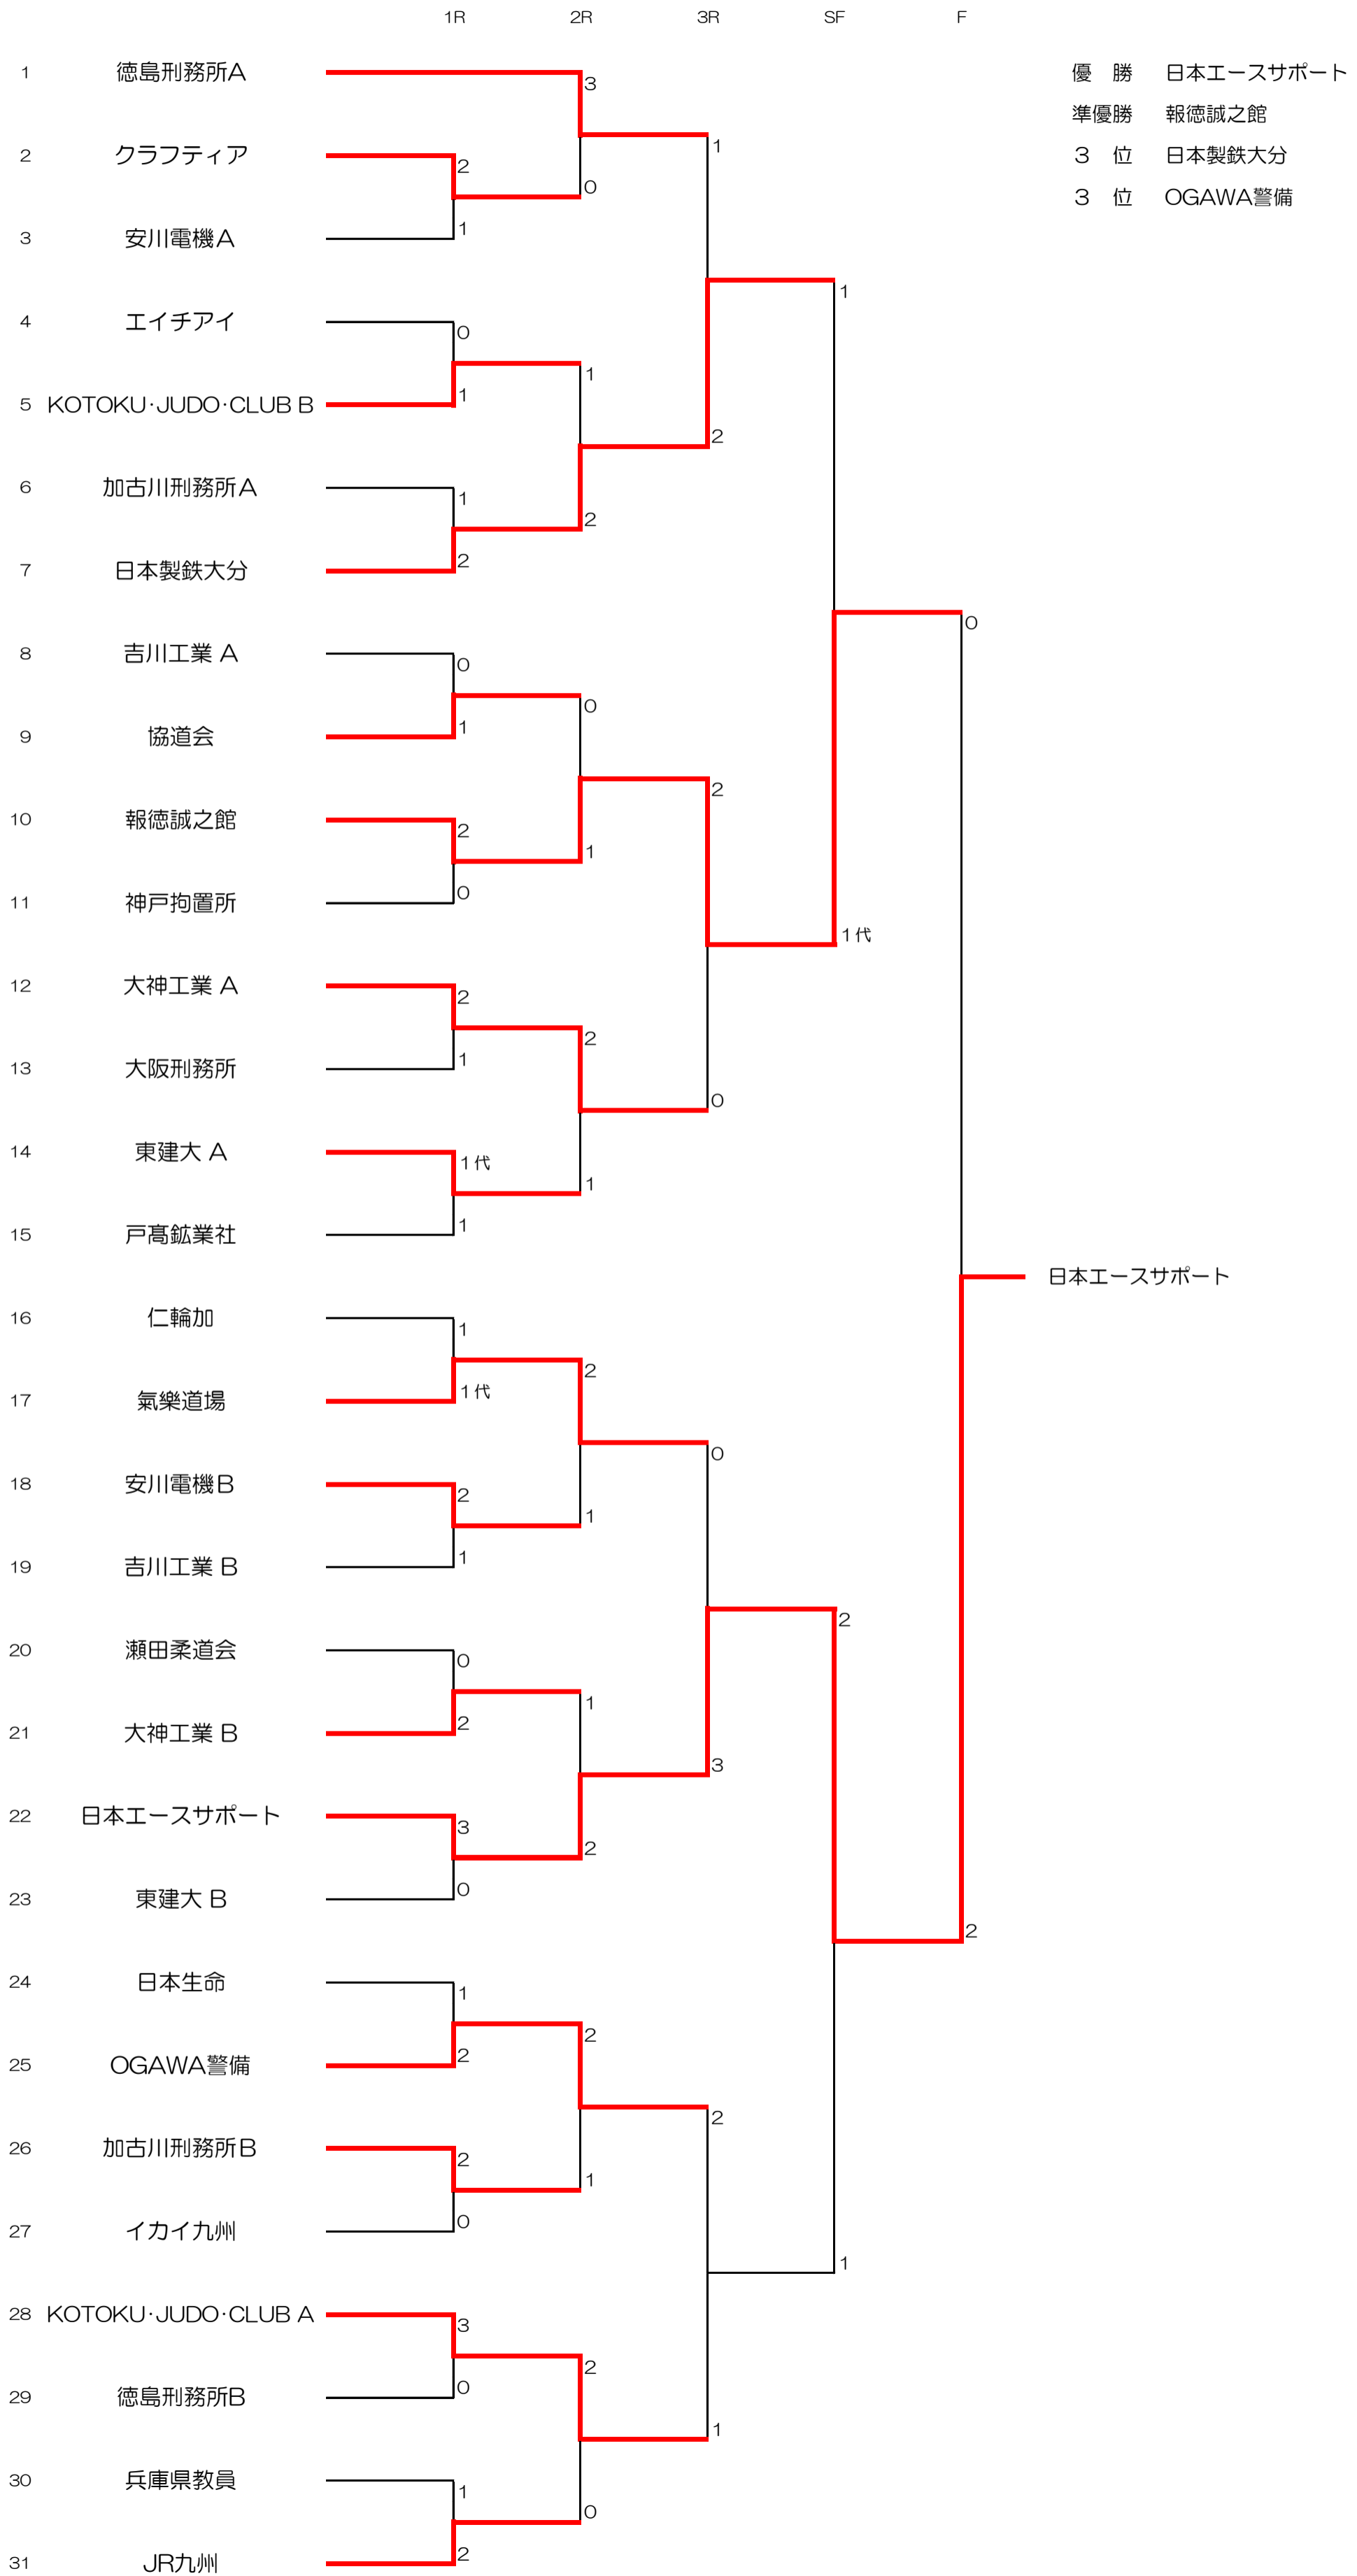 1R 2R 3R SF F
1 徳島刑務所A 3 優　勝 日本エースサポート
準優勝 報徳誠之館
1
2 クラフティア 2 ３　位 日本製鉄大分
0
３　位 OGAWA警備
3 安川電機A 1
1
4 エイチアイ 0
1
5 KOTOKU･JUDO･CLUB B 1
2
6 加古川刑務所A 1
2
7 日本製鉄大分 2
0
8 吉川工業 A 0
0
9 協道会 1
2
10 報徳誠之館 2
1
11 神戸拘置所 0
1代
12 大神工業 A 2
2
13 大阪刑務所 1
0
14 東建大 A 1代
1
15 戸髙鉱業社 1
日本エースサポート
16 仁輪加 1
2
17 氣樂道場 1代
0
18 安川電機B 2
1
19 吉川工業 B 1
2
20 瀬田柔道会 0
1
21 大神工業 B 2
3
22 日本エースサポート 3
2
23 東建大 B 0
2
24 日本生命 1
2
25 OGAWA警備 2
2
26 加古川刑務所B 2
1
27 イカイ九州 0
1
28 KOTOKU･JUDO･CLUB A 3
2
29 徳島刑務所B 0
1
30 兵庫県教員 1
0
31 JR九州 2